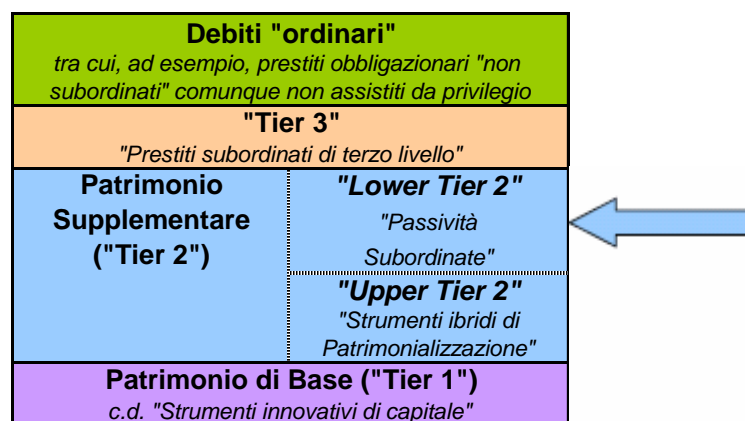 Debiti "ordinari"
tra cui, ad esempio, prestiti obbligazionari "non
subordinati" comunque non assistiti da privilegio
"Tier 3"
"Prestiti subordinati di terzo livello"
Patrimonio
Supplementare
("Tier 2")
"Lower Tier 2"
"Passività
Subordinate"
"Upper Tier 2"
"Strumenti ibridi di
Patrimonializzazione"
Patrimonio di Base ("Tier 1")
c.d. "Strumenti innovativi di capitale"